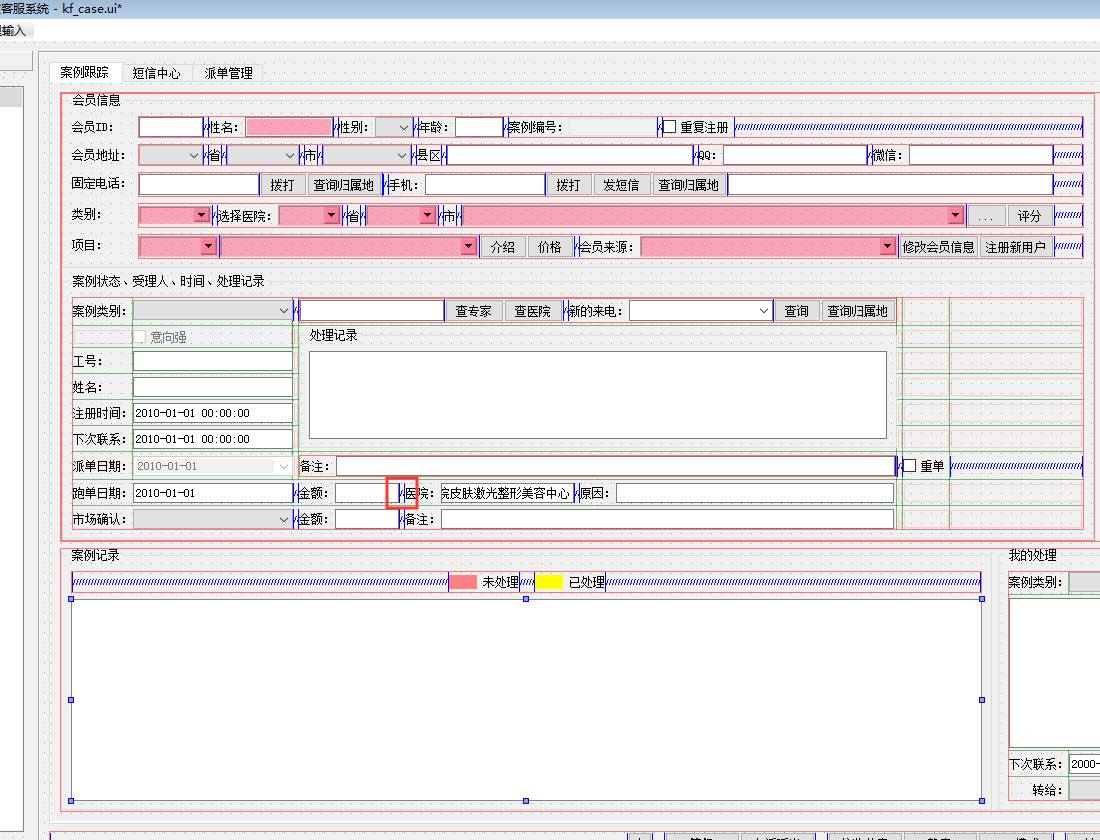 客服系统 - kf_case.ui*
输入
案例跟踪 短信中心 派单管理
会员信息
会员ID: 姓名: 性别: 年龄: 案例编号: 重复注册
会员地址: 省 市 县区 QQ: 微信:
固定电话: 拨打 查询归属地 手机: 拨打 发短信 查询归属地
类别: 选择医院: 省 市 ... 评分
项目: 介绍 价格 会员来源: 修改会员信息 注册新用户
案例状态、受理人、时间、处理记录
案例类别: 查专家 查医院 新的来电: 查询 查询归属地
意向强 处理记录
工号:
姓名:
注册时间: 2010-01-01 00:00:00
下次联系: 2010-01-01 00:00:00
派单日期: 2010-01-01 备注: 重单
跑单日期: 2010-01-01 金额: 医院: 院皮肤激光整形美容中心 原因:
市场确认: 金额: 备注:
案例记录 我的处理
未处理 已处理 案例类别:
下次联系: 2000-
转给: